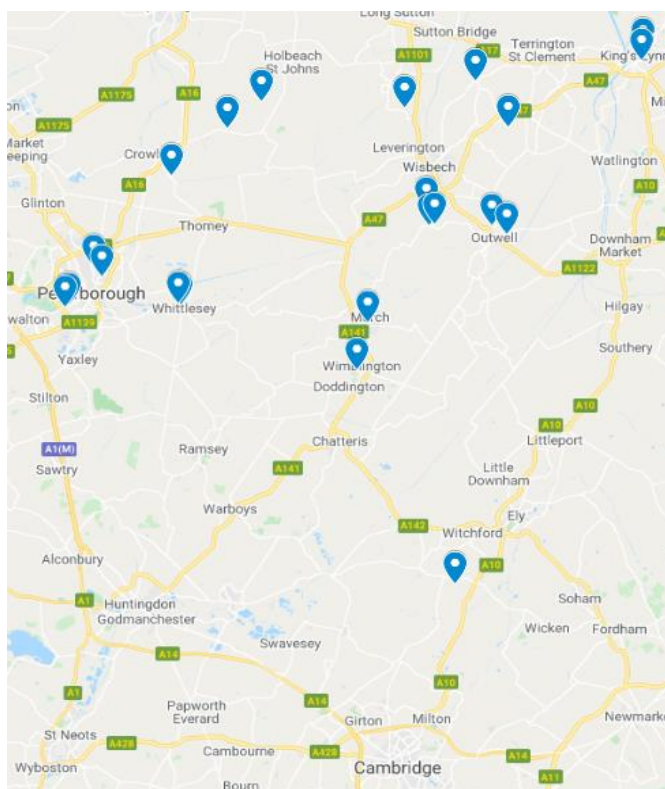 Long Sutton
Sutton Bridge
A17
Terrington
St Clement
King's Lynn
Holbeach
St Johns
A1101
A16
A47
A1175
A47
A1175
Market
Leverington
Crowl
Wisbech
Watlington
A16
A10
Glinton
Thorney
A47
Outwell
Downham
Market
A1122
Peterborough
Whittlesey
Hilgay
A1139
March
A141
Southery
Yaxley
Wimblington
Doddington
Stilton
A10
A10
Chatteris
Littleport
A1(M)
Ramsey
Sawtry
A141
Little
Downham
Warboys
Ely
A142
Witchford
Alconbury
A10
Soham
A1
Huntingdon
Godmanchester
Wicken
Fordham
Swavesey
A14
A1
A10
Papworth
Everard
A14
Girton
Milton
Newmarke
St Neots
A428
Cambourne
A428
A14
Wyboston
Cambridge
A11
Bourn